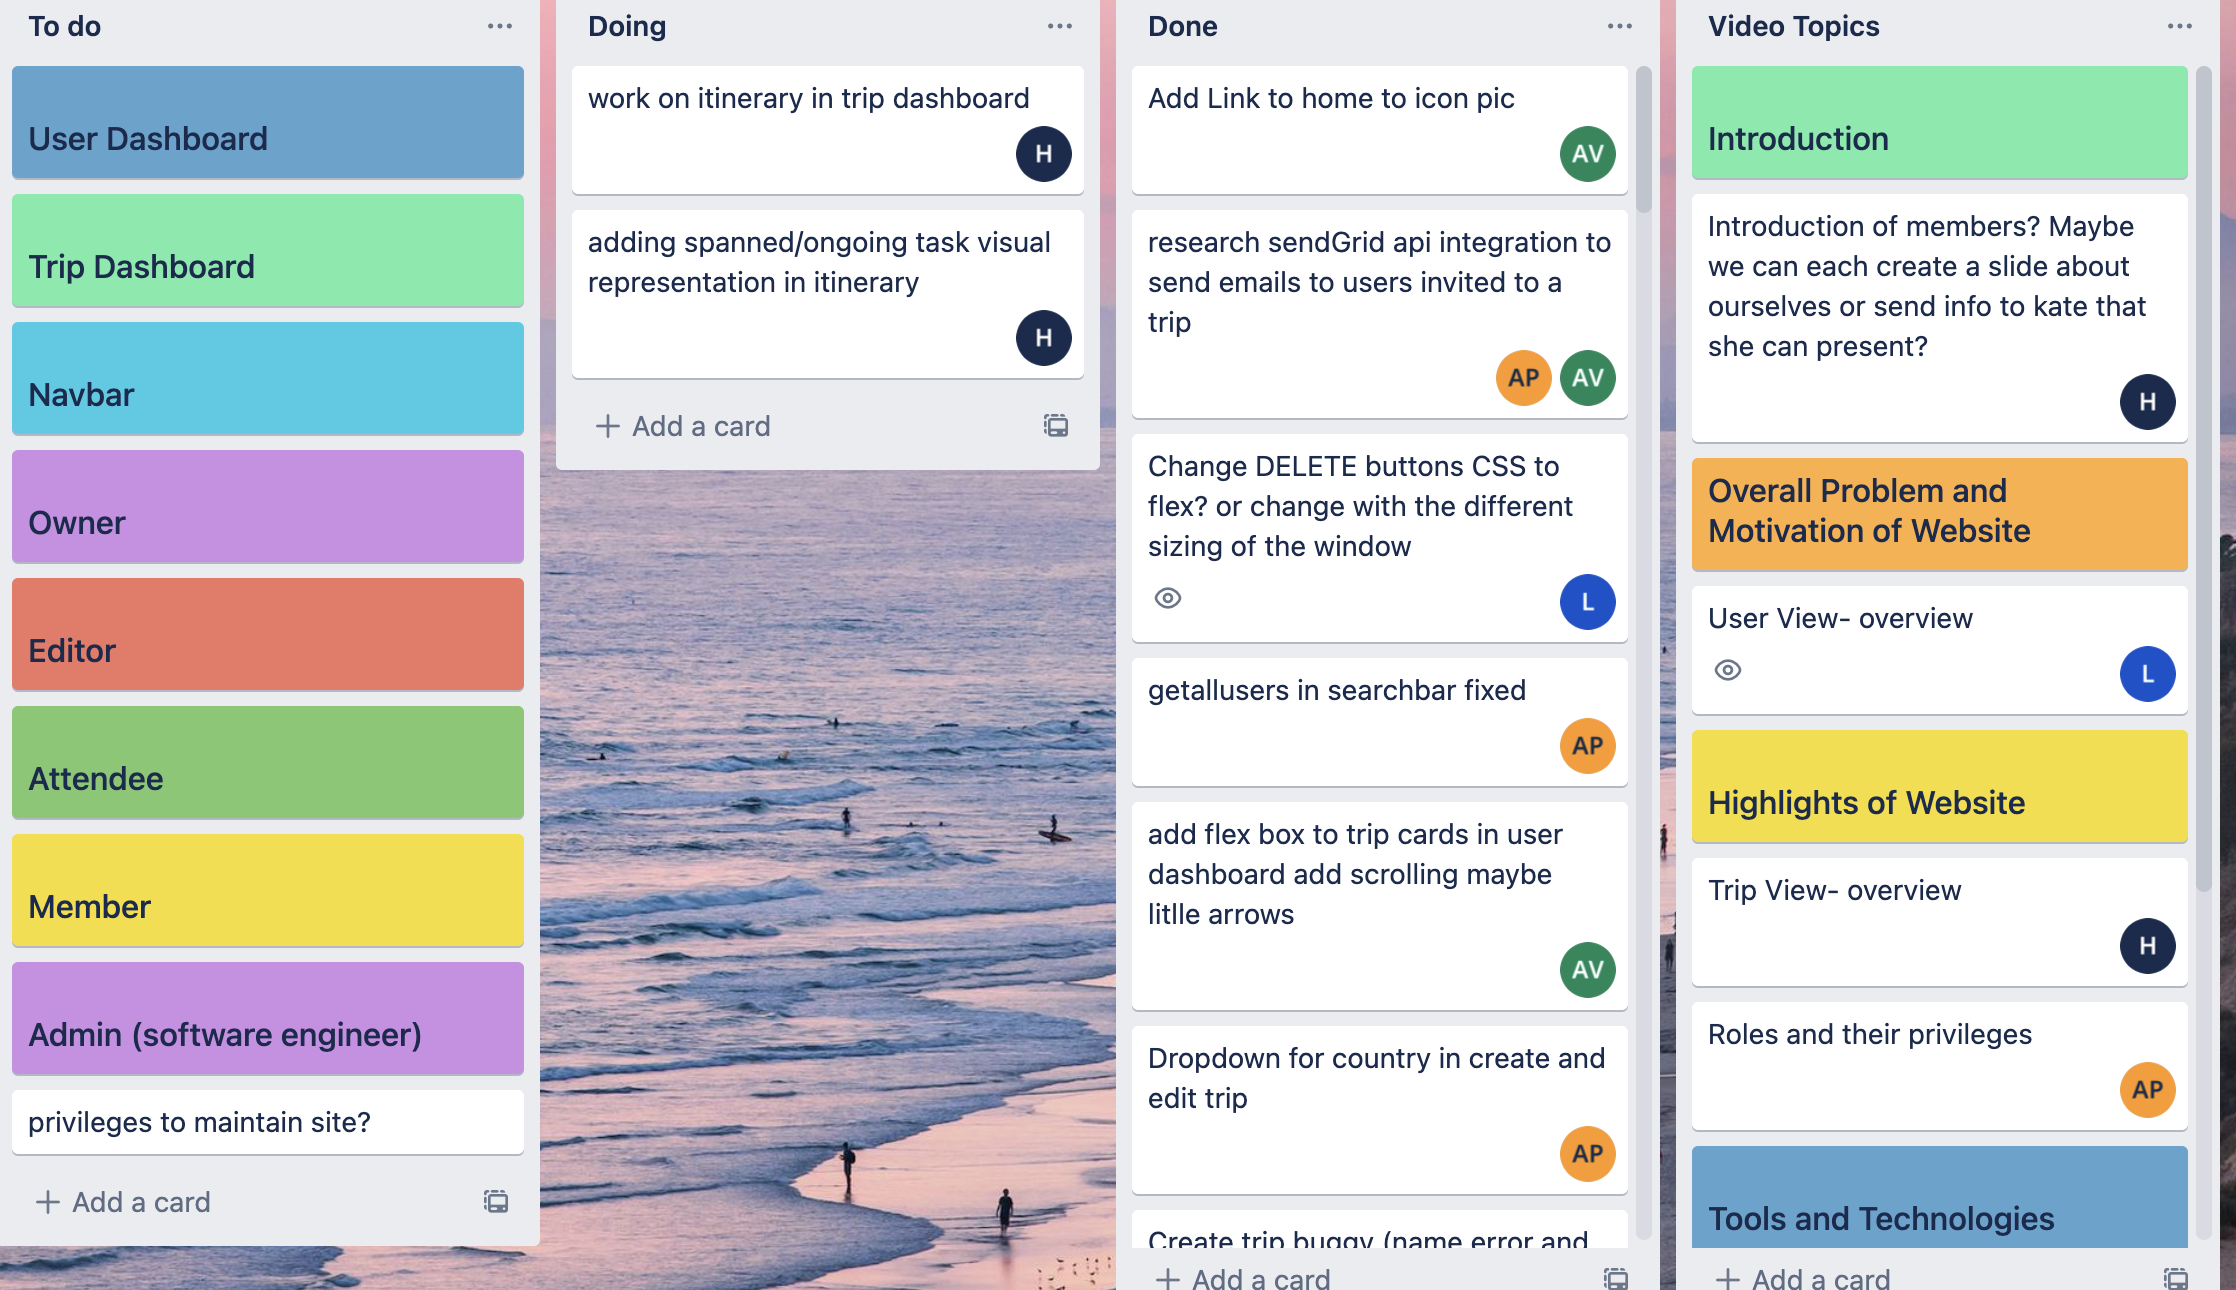 To do
User Dashboard
Trip Dashboard
Navbar
Owner
Editor
Attendee
Member
Admin (software engineer)
privileges to maintain site?
Add a card
Doing
work on itinerary in trip dashboard
H
adding spanned/ongoing task visual
representation in itinerary
H
Add a card
Done
Add Link to home to icon pic
AV
research sendGrid api integration to
send emails to users invited to a
trip
AP AV
Change DELETE buttons CSS to
flex? or change with the different
sizing of the window
L
getallusers in searchbar fixed
AP
add flex box to trip cards in user
dashboard add scrolling maybe
litlle arrows
AV
Dropdown for country in create and
edit trip
AP
Create trip buggy (name error and
Add a card
Video Topics
Introduction
Introduction of members? Maybe
we can each create a slide about
ourselves or send info to kate that
she can present?
H
Overall Problem and
Motivation of Website
User View- overview
L
Highlights of Website
Trip View- overview
H
Roles and their privileges
AP
Tools and Technologies
Add a card